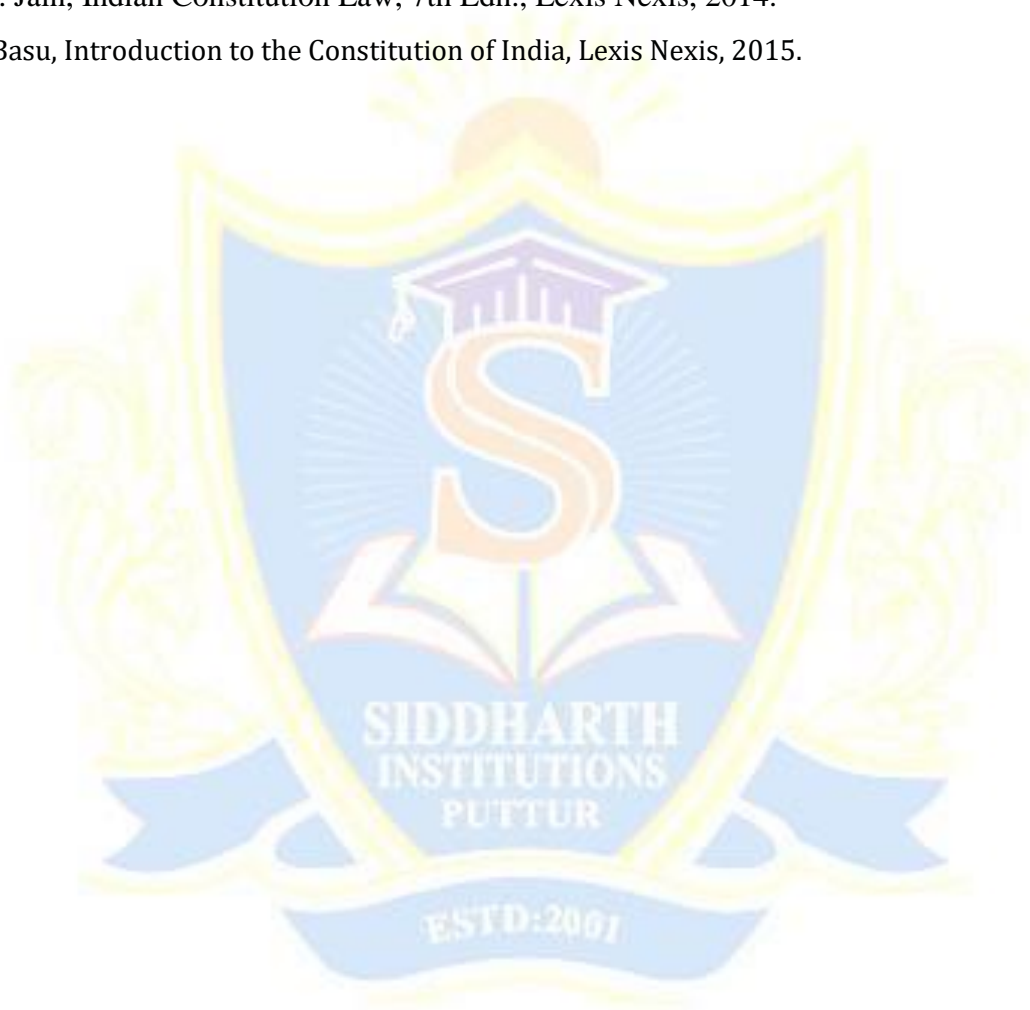 . Jain, Indian Constitution Law, 7th Edn., Lexis Nexis, 2014.
Basu, Introduction to the Constitution of India, Lexis Nexis, 2015.
S
SIDDHARTH
INSTITUTIONS
PUTTUR
ESTD:2001